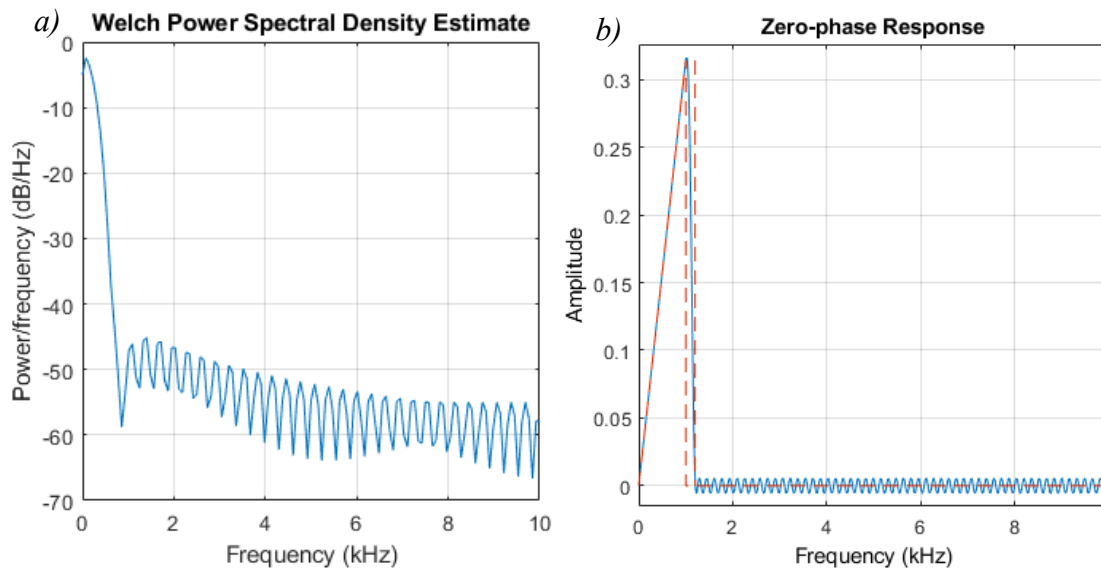 a) Welch Power Spectral Density Estimate
0
-10
-20
-30
-40
-50
-60
-70
Power/frequency (dB/Hz)
0 2 4 6 8 10
Frequency (kHz)
b) Zero-phase Response
0.3
0.25
0.2
0.15
0.1
0.05
0
Amplitude
0 2 4 6 8
Frequency (kHz)